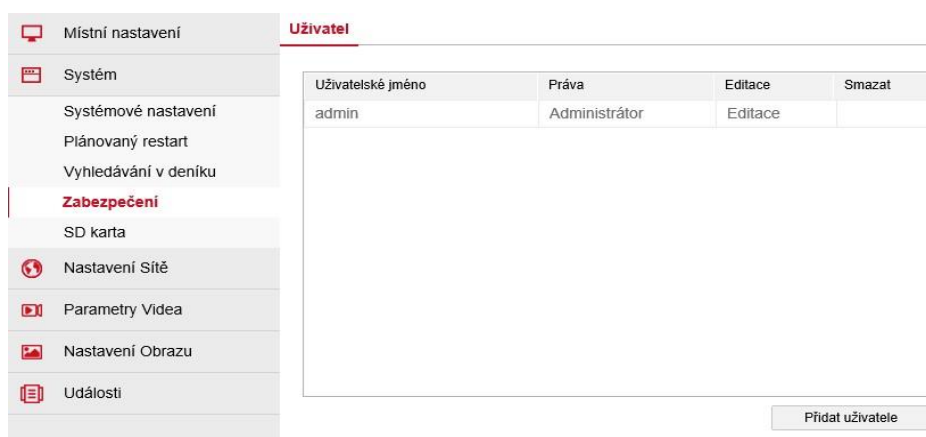 Místní nastavení
Systém
Systémové nastavení
Plánovaný restart
Vyhledávání v deníku
Zabezpečení
SD karta
Nastavení Sítě
Parametry Videa
Nastavení Obrazu
Události
Uživatel
Uživatelské jméno Práva Editace Smazat
admin Administrátor Editace
Přidat uživatele